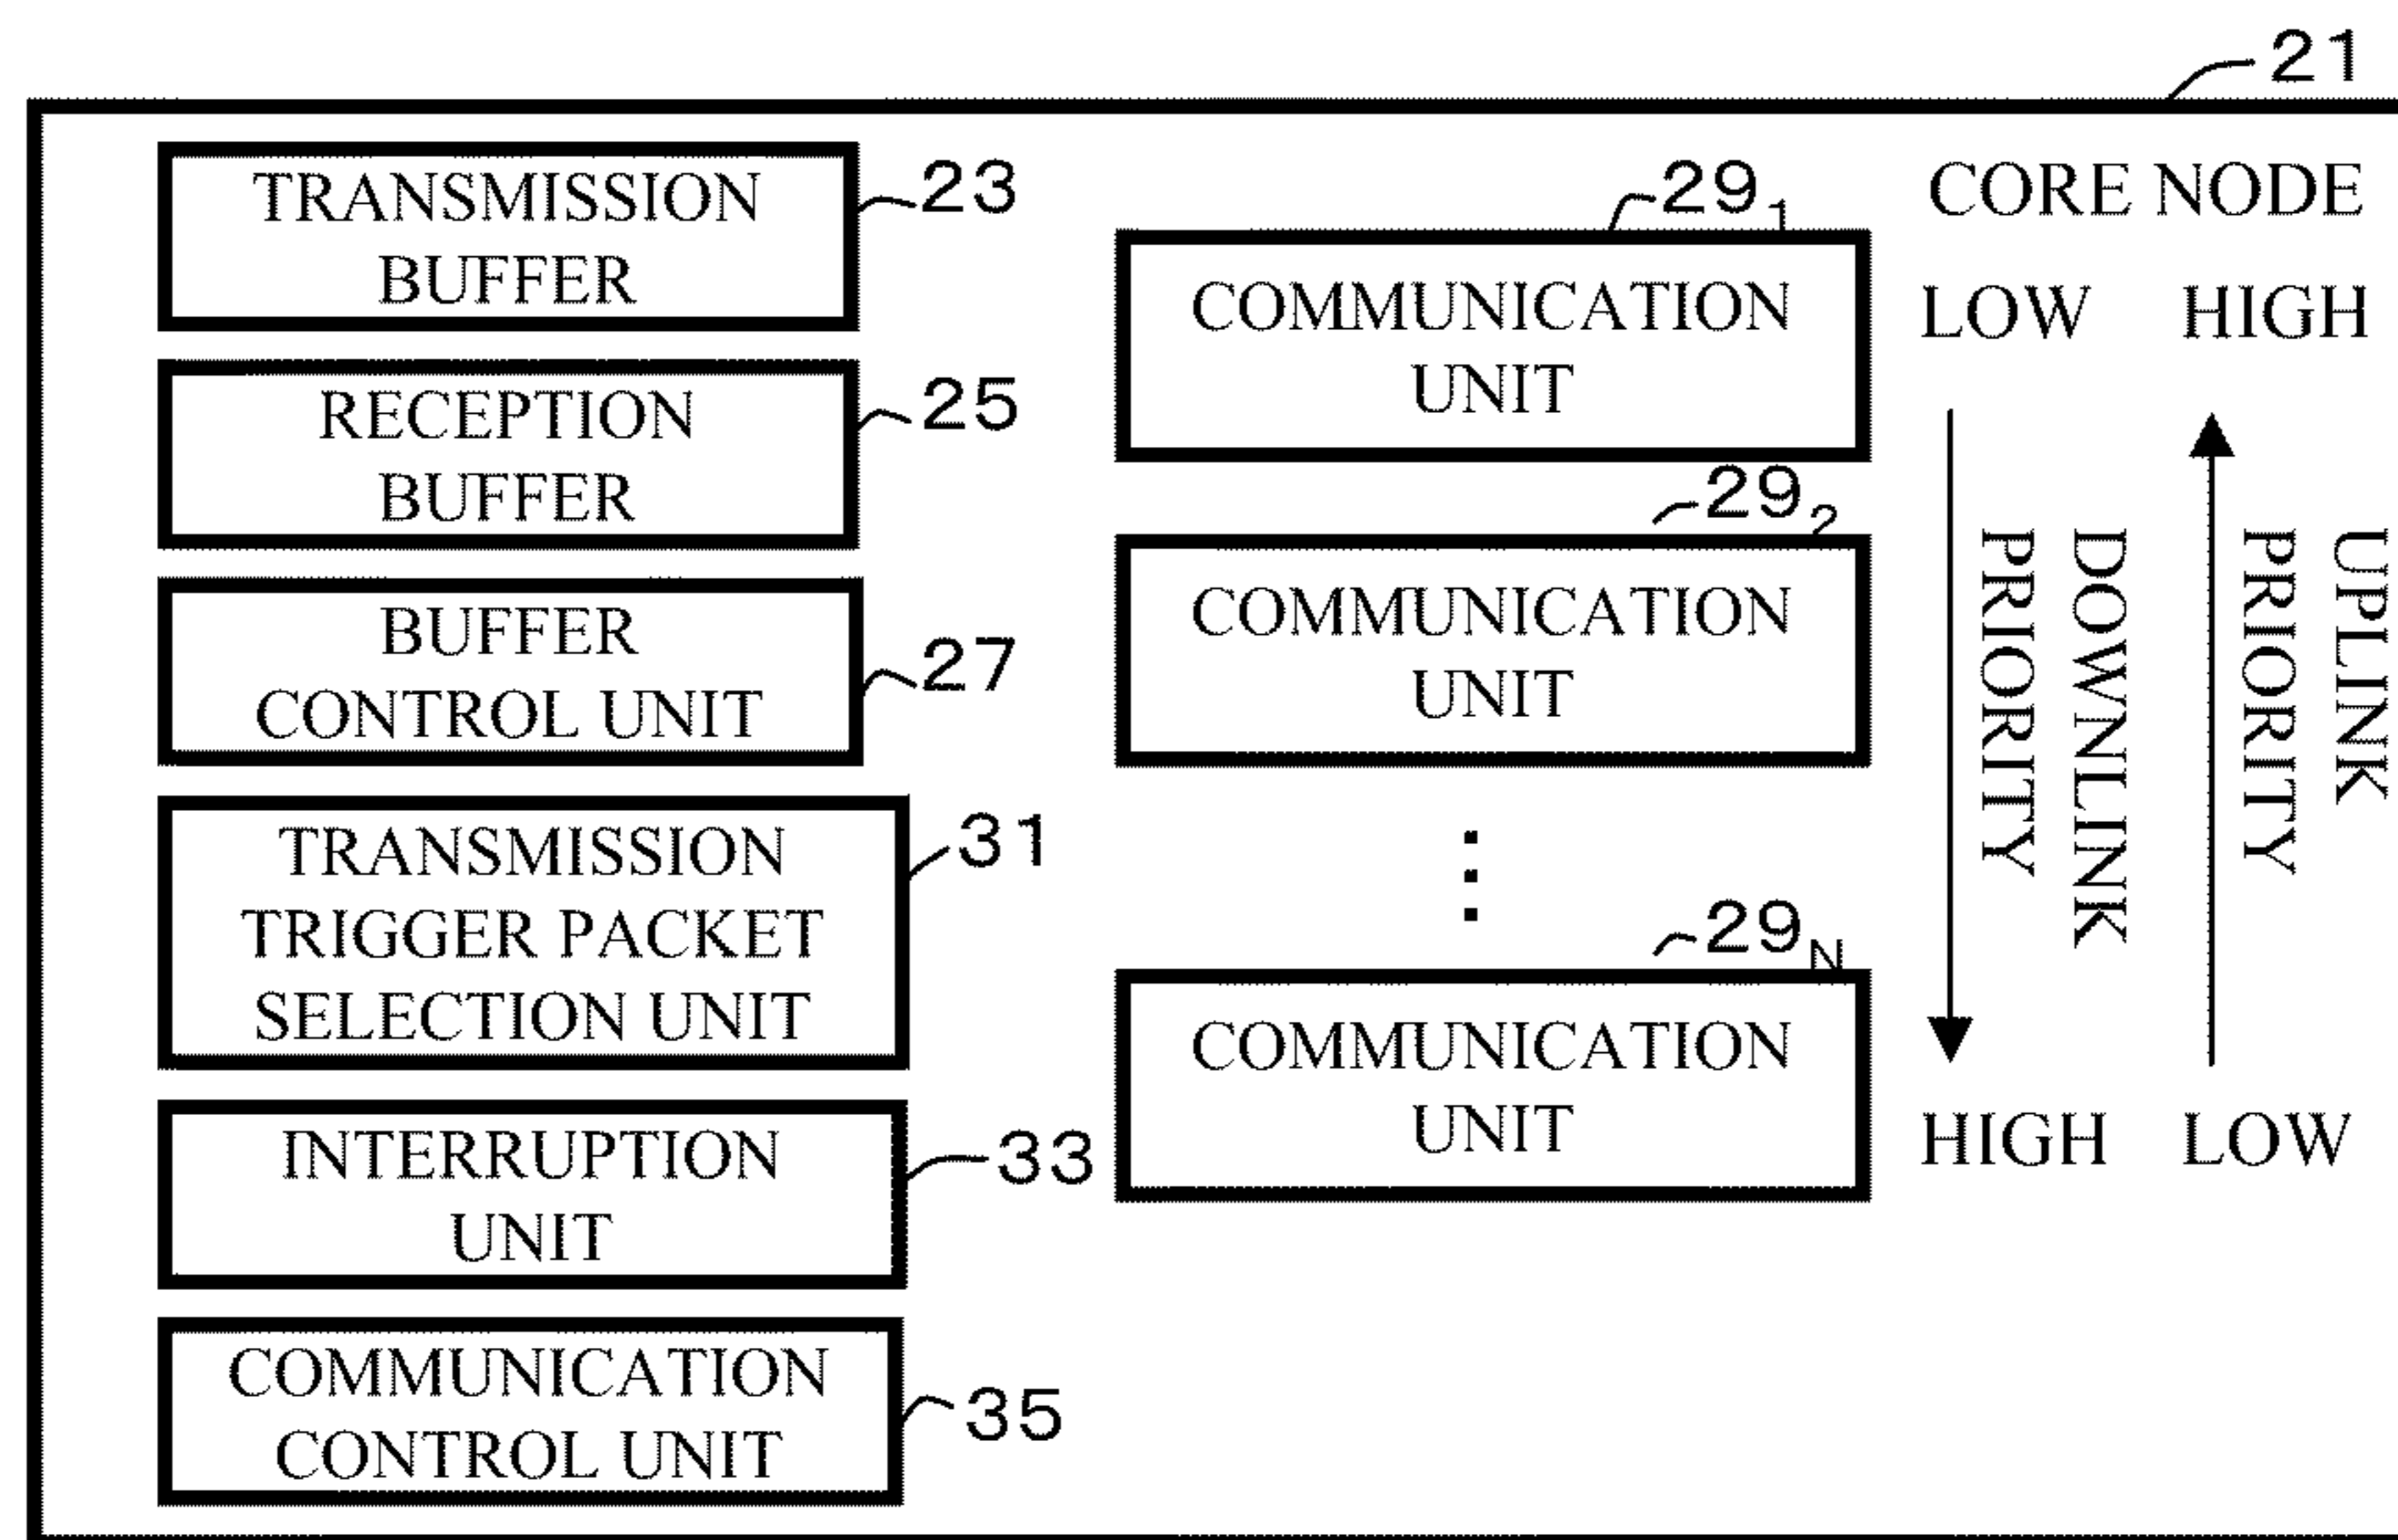 21
TRANSMISSION
BUFFER
23
RECEPTION
BUFFER
25
BUFFER
CONTROL UNIT
27
TRANSMISSION
TRIGGER PACKET
SELECTION UNIT
31
INTERRUPTION
UNIT
33
COMMUNICATION
CONTROL UNIT
35
29₁
COMMUNICATION
UNIT
29₂
COMMUNICATION
UNIT
29N
COMMUNICATION
UNIT
CORE NODE
LOW HIGH
DOWNLINK
PRIORITY
UPLINK
PRIORITY
HIGH LOW